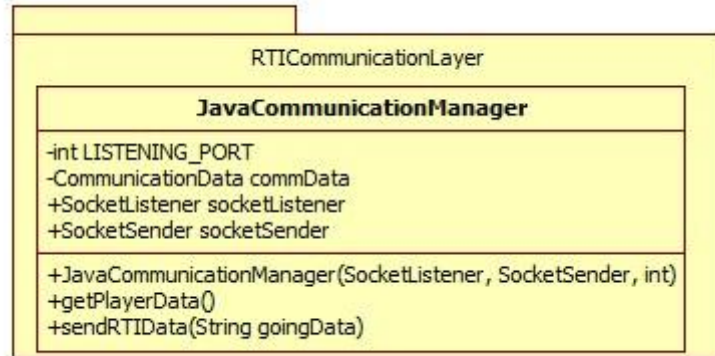 RTICommunicationLayer
JavaCommunicationManager
-int LISTENING_PORT
-CommunicationData commData
+SocketListener socketListener
+SocketSender socketSender
+JavaCommunicationManager(SocketListener, SocketSender, int)
+getPlayerData()
+sendRTIData(String goingData)